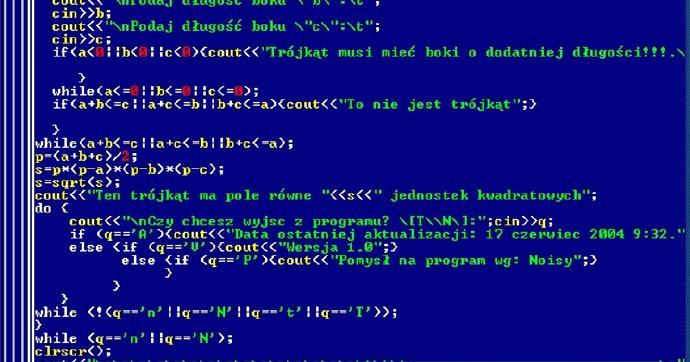 cout<<"\nPodaj długość boku \"b\":\t";
cin>>b;
cout<<"\nPodaj długość boku \"c\":\t";
cin>>c;
if(a<0||b<0||c<0){cout<<"Trójkąt musi mieć boki o dodatniej długości!!!.\
}
while(a<=0||b<=0||c<=0);
if(a+b<=c||a+c<=b||b+c<=a){cout<<"To nie jest trójkąt";}
}
while(a+b<=c||a+c<=b||b+c<=a);
p=(a+b+c)/2;
s=p*(p-a)*(p-b)*(p-c);
s=sqrt(s);
cout<<"Ten trójkąt ma pole równe "<<s<<" jednostek kwadratowych";
do {
cout<<"\nCzy chcesz wyjsc z programu? \[T\\N\]:";cin>>q;
if (q=='A'){cout<<"Data ostatniej aktualizacji: 17 czerwiec 2004 9:32."
else {if (q=='V'){cout<<"Wersja 1.0";}
else {if (q=='P'){cout<<"Pomysł na program wg: Noisy";}
}
}
}
while (!(q=='n'||q=='N'||q=='t'||q=='T'));
}
while (q=='n'||q=='N');
clrscr();